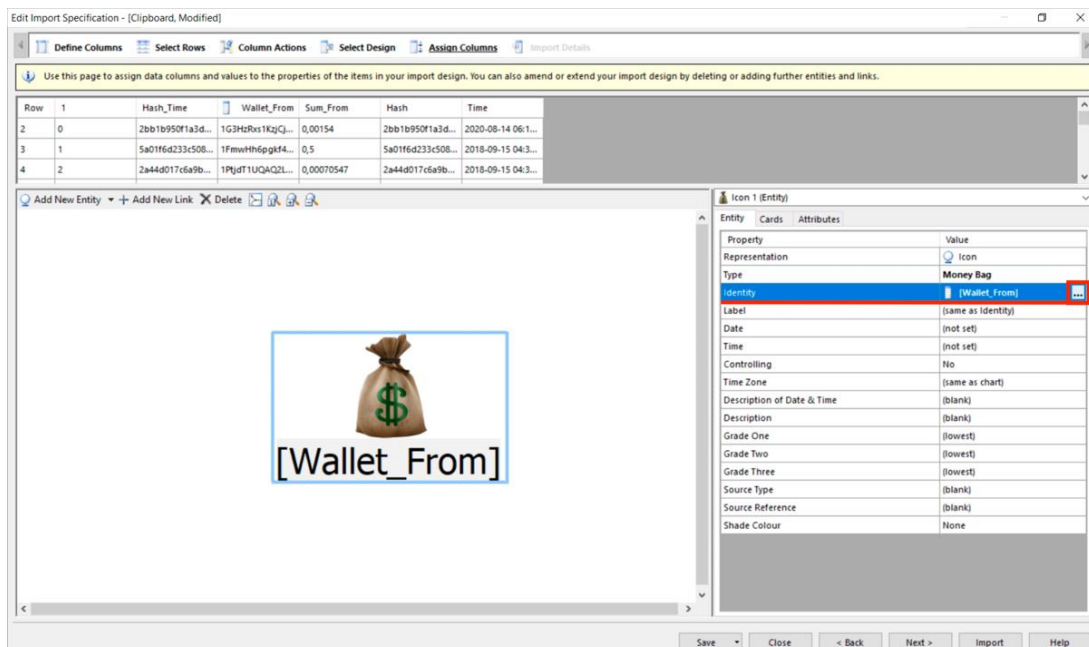 Edit Import Specification - [Clipboard, Modified]
Define Columns Select Rows Column Actions Select Design Assign Columns Import Details
Use this page to assign data columns and values to the properties of the items in your import design. You can also amend or extend your import design by deleting or adding further entities and links.
Row 1 Hash_Time Wallet_From Sum_From Hash Time
2 0 2bb1b950f1a3d... 1G3HzRxs1KzjCj... 0,00154 2bb1b950f1a3d... 2020-08-14 06:1...
3 1 5a01f6d233c508... 1FmwHh6pgkf4... 0,5 5a01f6d233c508... 2018-09-15 04:3...
4 2 2a44d017c6a9b... 1PtjdT1UQAQ2L... 0,00070547 2a44d017c6a9b... 2018-09-15 04:3...
Add New Entity Add New Link Delete
Icon 1 (Entity)
Entity Cards Attributes
Property Value
Representation Icon
Type Money Bag
Identity [Wallet_From] ...
Label (same as Identity)
Date (not set)
Time (not set)
Controlling No
Time Zone (same as chart)
Description of Date & Time (blank)
Description (blank)
Grade One (lowest)
Grade Two (lowest)
Grade Three (lowest)
Source Type (blank)
Source Reference (blank)
Shade Colour None
$
[Wallet_From]
Save Close < Back Next > Import Help